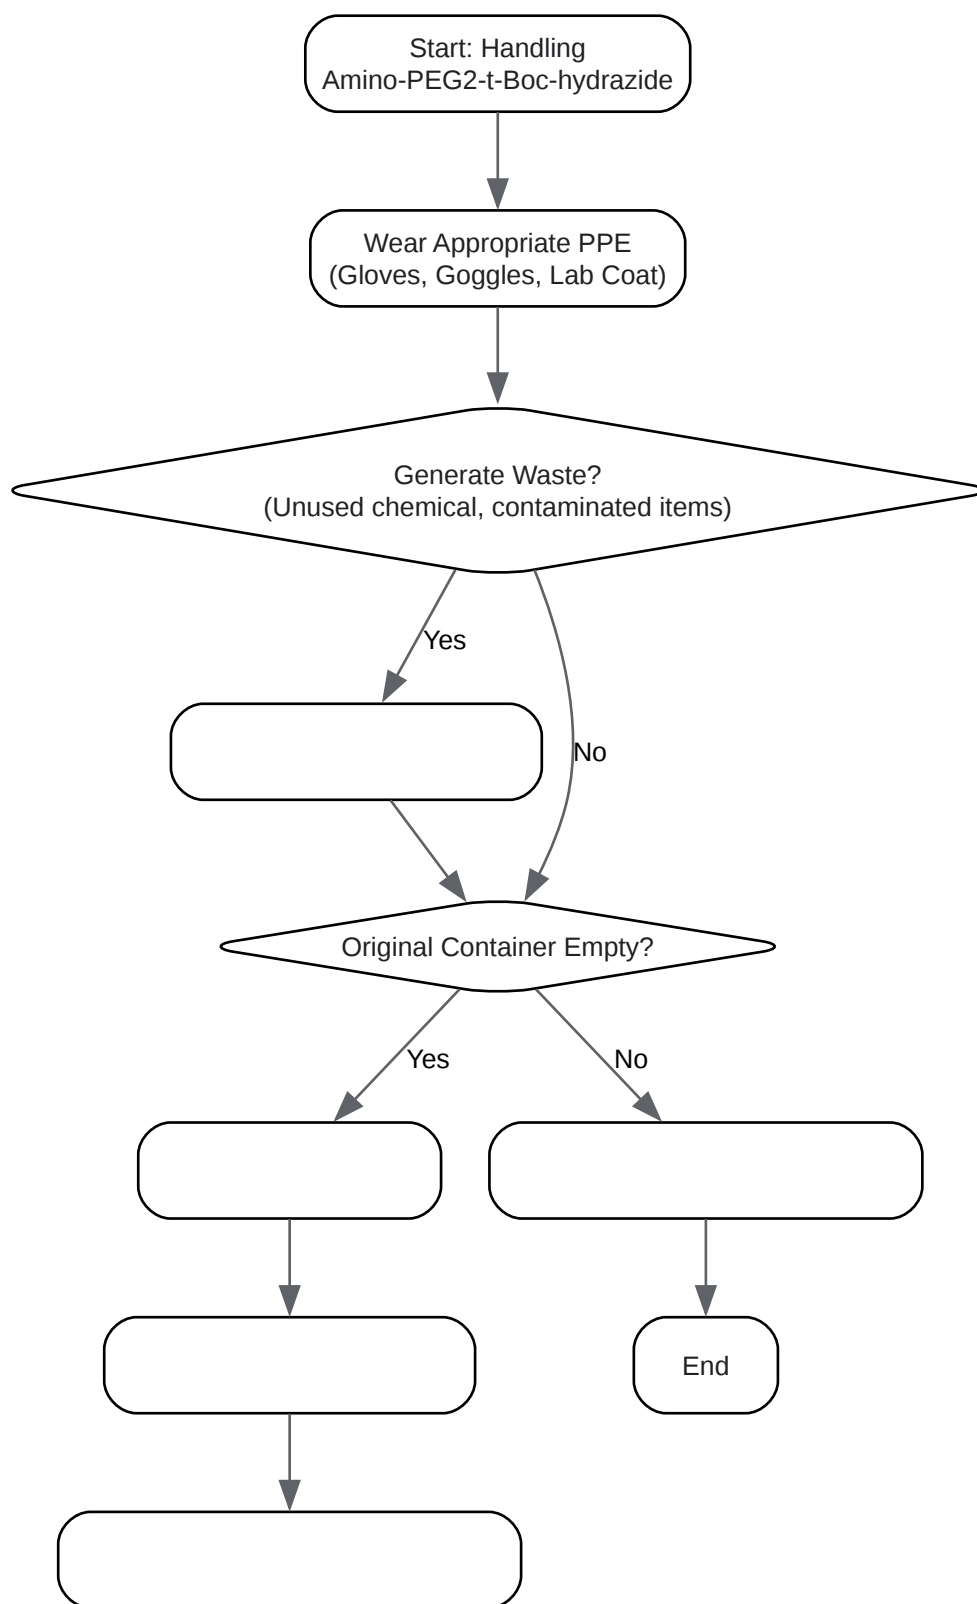 Start: Handling
Amino-PEG2-t-Boc-hydrazide
Wear Appropriate PPE
(Gloves, Goggles, Lab Coat)
Generate Waste?
(Unused chemical, contaminated items)
Yes
No
Original Container Empty?
Yes
No
End